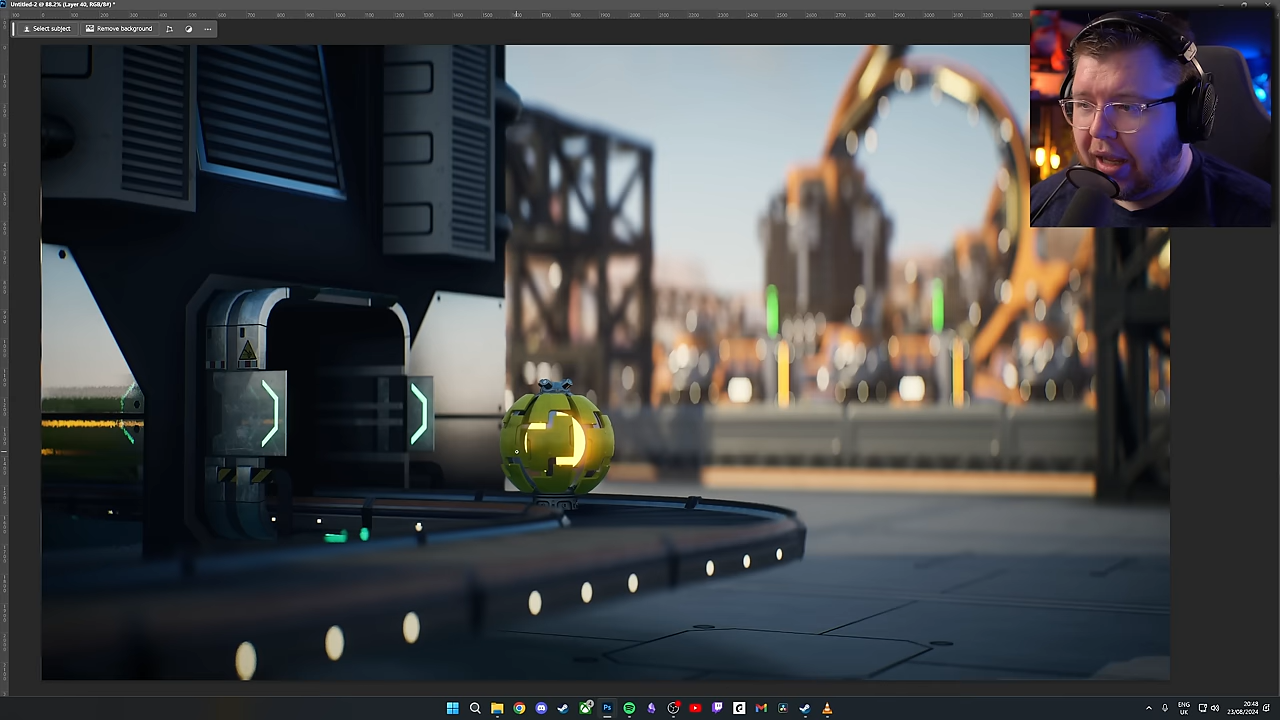 Untitled-2 @ 88.2% (Layer 40, RGB/8#) *
Select subject
Remove background
ENG
UK
20:48
23/08/2024